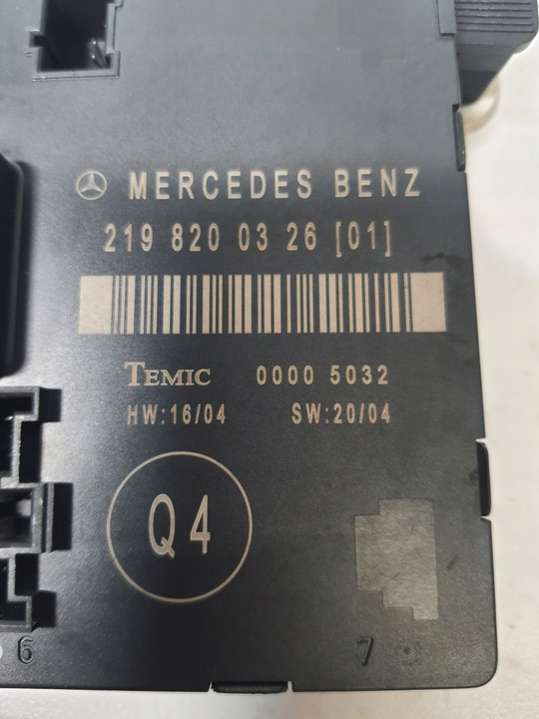 MERCEDES BENZ
219 820 03 26 [01]
TEMIC 0000 5032
HW:16/04 SW:20/04
Q4
6 7